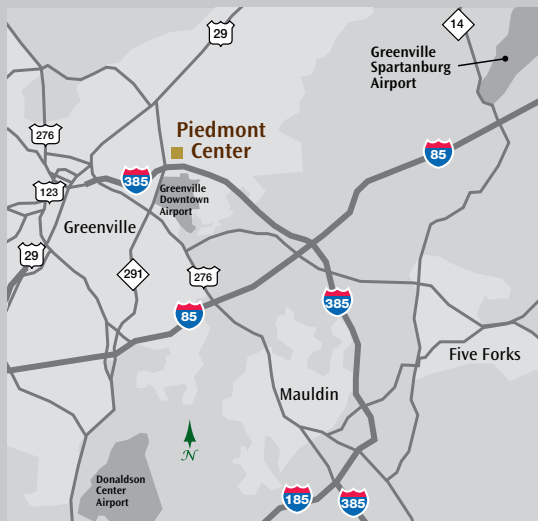 14
29
Greenville
Spartanburg
Airport
276
Piedmont
Center
85
385
123
Greenville
Downtown
Airport
Greenville
29
291
276
85
385
Five Forks
Mauldin
N
Donaldson
Center
Airport
185
385